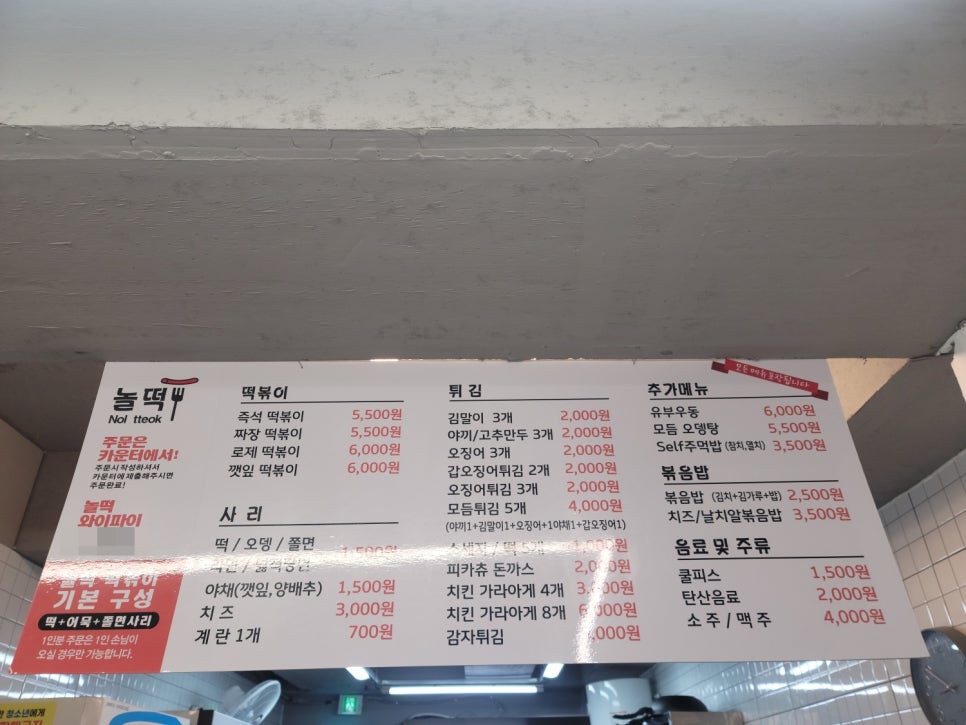 놀떡
Nol tteok
주문은
카운터에서!
주문시 작성하셔서
카운터에 제출해주시면
주문완료!
놀떡
와이파이
기본 구성
떡+어묵+쫄면사리
1인분 주문은 1인 손님이
오실 경우만 가능합니다.
떡볶이
즉석 떡볶이 5,500원
짜장 떡볶이 5,500원
로제 떡볶이 6,000원
깻잎 떡볶이 6,000원
사 리
떡 / 오뎅 / 쫄면
1,500원
야채(깻잎,양배추) 1,500원
치 즈 3,000원
계 란 1개 700원
튀 김
김말이 3개 2,000원
야끼/고추만두 3개 2,000원
오징어 3개 2,000원
갑오징어튀김 2개 2,000원
오징어튀김 3개 2,000원
모듬튀김 5개 4,000원
(야끼1+김말이1+오징어+1야채1+갑오징어1)
피카츄 돈까스
치킨 가라아게 4개
치킨 가라아게 8개
감자튀김
모든 메뉴 포장됩니다
추가메뉴
유부우동 6,000원
모듬 오뎅탕 5,500원
Self주먹밥 (참치,멸치) 3,500원
볶음밥
볶음밥 (김치+김가루+밥) 2,500원
치즈/날치알볶음밥 3,500원
음료 및 주류
쿨피스 1,500원
탄산음료 2,000원
소 주 / 맥 주 4,000원
청소년에게